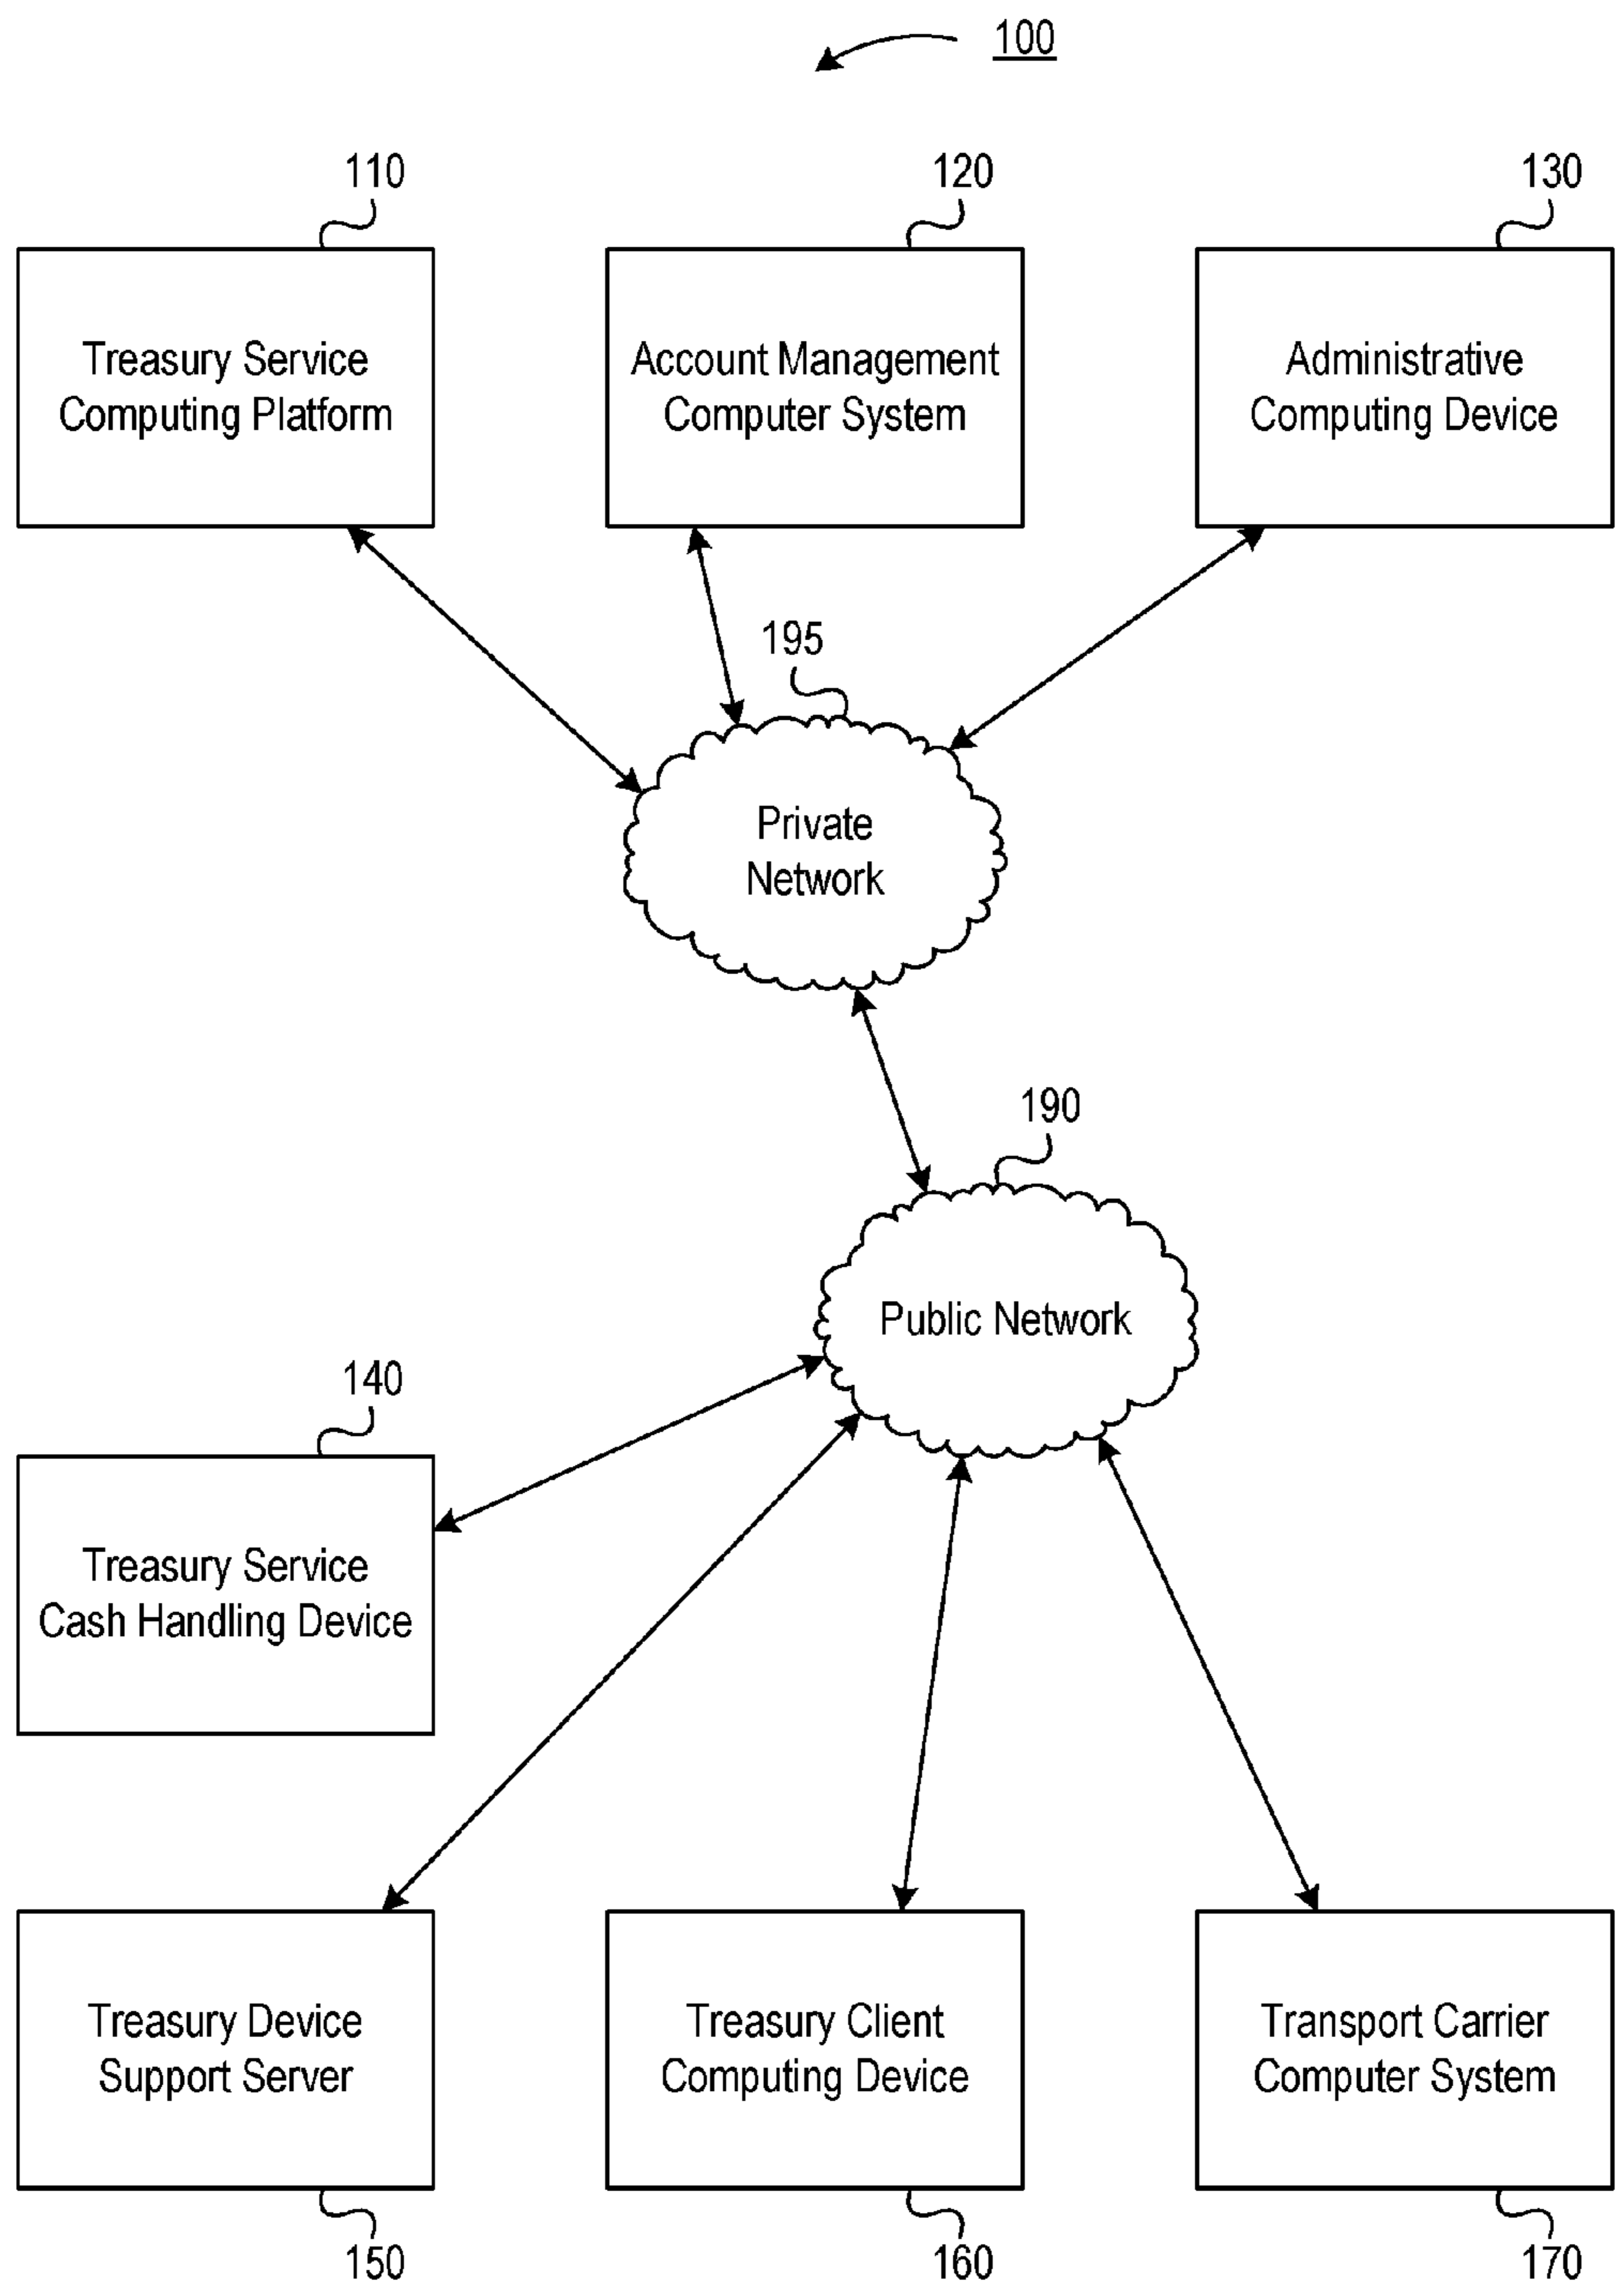 100
110
120
130
Treasury Service
Computing Platform
Account Management
Computer System
Administrative
Computing Device
195
Private
Network
190
Public Network
140
Treasury Service
Cash Handling Device
Treasury Device
Support Server
Treasury Client
Computing Device
Transport Carrier
Computer System
150
160
170